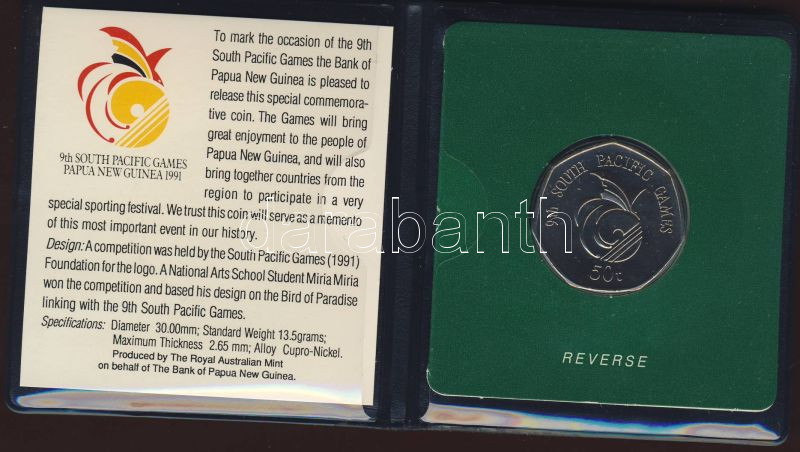 To mark the occasion of the 9th
South Pacific Games the Bank of
Papua New Guinea is pleased to
release this special commemora-
tive coin. The Games will bring
great enjoyment to the people of
Papua New Guinea, and will also
bring together countries from the
region to participate in a very
special sporting festival. We trust this coin will serve as a memento
of this most important event in our history.
9th SOUTH PACIFIC GAMES
PAPUA NEW GUINEA 1991
Design: A competition was held by the South Pacific Games (1991)
Foundation for the logo. A National Arts School Student Miria Miria
won the competition and based his design on the Bird of Paradise
linking with the 9th South Pacific Games.
Specifications: Diameter 30.00mm; Standard Weight 13.5grams;
Maximum Thickness 2.65 mm; Alloy Cupro-Nickel.
Produced by The Royal Australian Mint
on behalf of The Bank of Papua New Guinea.
9th SOUTH PACIFIC GAMES
50t
REVERSE
darabanth